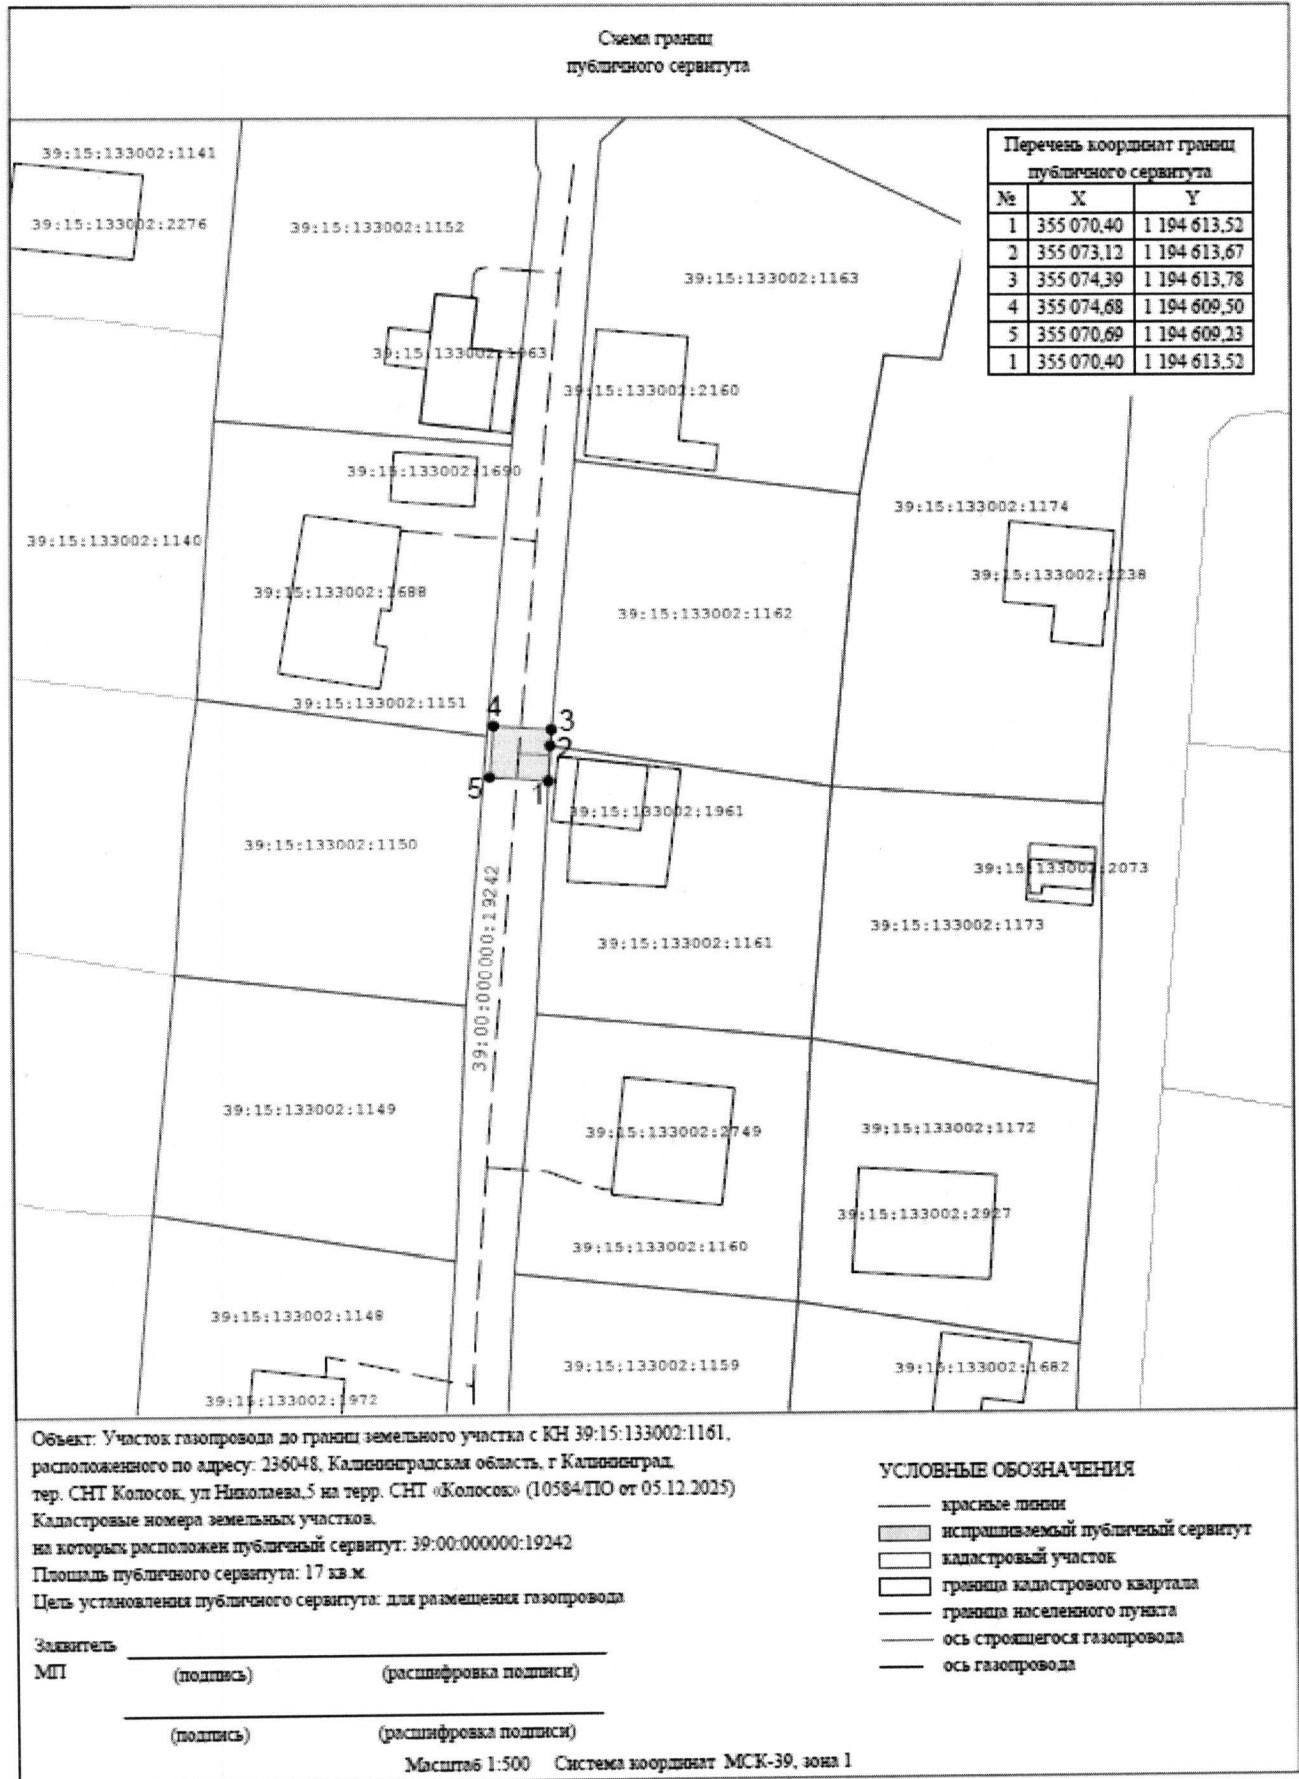 Схема границ
публичного сервитута
Перечень координат границ
публичного сервитута
№ X Y
1 355 070,40 1 194 613,52
2 355 073,12 1 194 613,67
3 355 074,39 1 194 613,78
4 355 074,68 1 194 609,50
5 355 070,69 1 194 609,23
1 355 070,40 1 194 613,52
39:15:133002:1141
39:15:133002:2276
39:15:133002:1152
39:15:133002:1163
39:15:133002:1963
39:15:133002:2160
39:15:133002:1690
39:15:133002:1174
39:15:133002:1140
39:15:133002:1688
39:15:133002:2238
39:15:133002:1162
39:15:133002:1151
4
3
2
5
1
39:15:133002:1961
39:15:133002:1150
39:15:133002:2073
39:15:133002:1173
39:15:133002:1161
39:00:000000:19242
39:15:133002:1149
39:15:133002:2749
39:15:133002:1172
39:15:133002:2927
39:15:133002:1160
39:15:133002:1148
39:15:133002:1159
39:15:133002:1682
39:15:133002:1972
Объект: Участок газопровода до границ земельного участка с КН 39:15:133002:1161,
расположенного по адресу: 236048, Калининградская область, г Калининград,
тер. СНТ Колосок, ул Николаева,5 на терр. СНТ «Колосок» (10584/ПО от 05.12.2025)
Кадастровые номера земельных участков,
на которых расположен публичный сервитут: 39:00:000000:19242
Площадь публичного сервитута: 17 кв.м.
Цель установления публичного сервитута: для размещения газопровода
УСЛОВНЫЕ ОБОЗНАЧЕНИЯ
красные линии
испрашиваемый публичный сервитут
кадастровый участок
граница кадастрового квартала
граница населенного пункта
ось строящегося газопровода
ось газопровода
Заявитель
МП (подпись) (расшифровка подписи)
(подпись) (расшифровка подписи)
Масштаб 1:500 Система координат МСК-39, зона 1